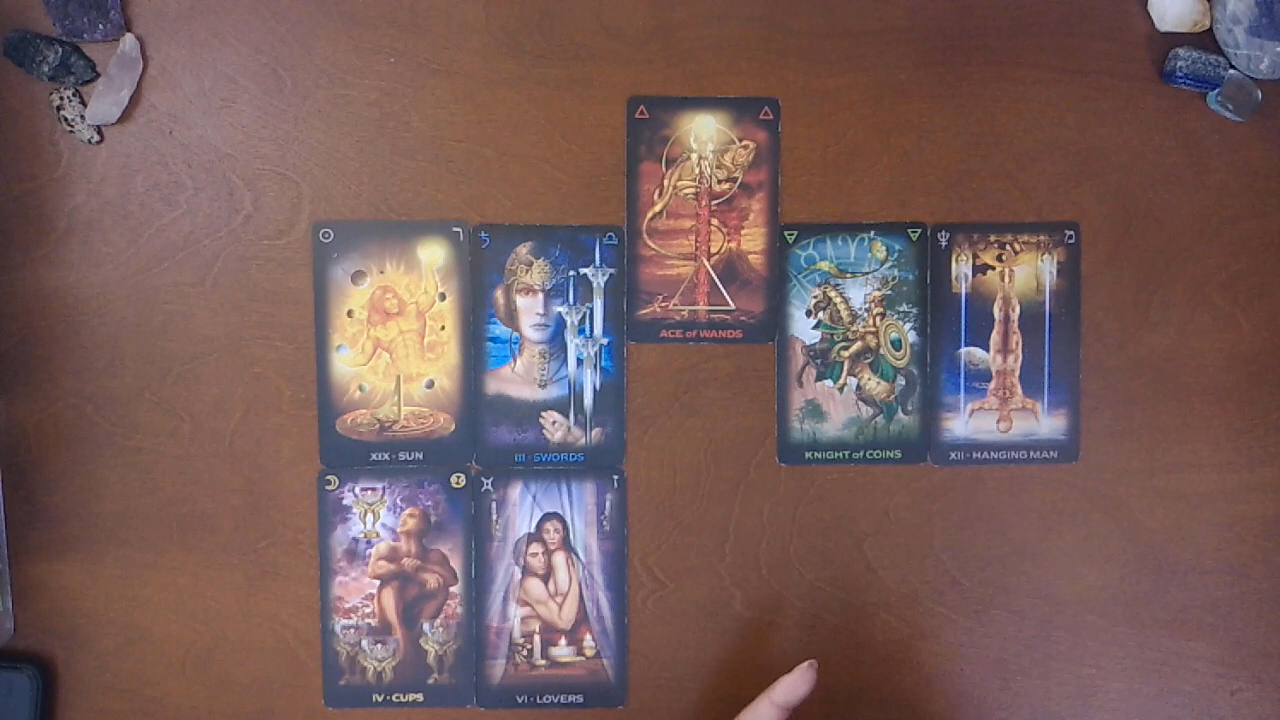 ACE of WANDS
XIX · SUN
III · SWORDS
KNIGHT of COINS
XII · HANGING MAN
IV · CUPS
VI · LOVERS